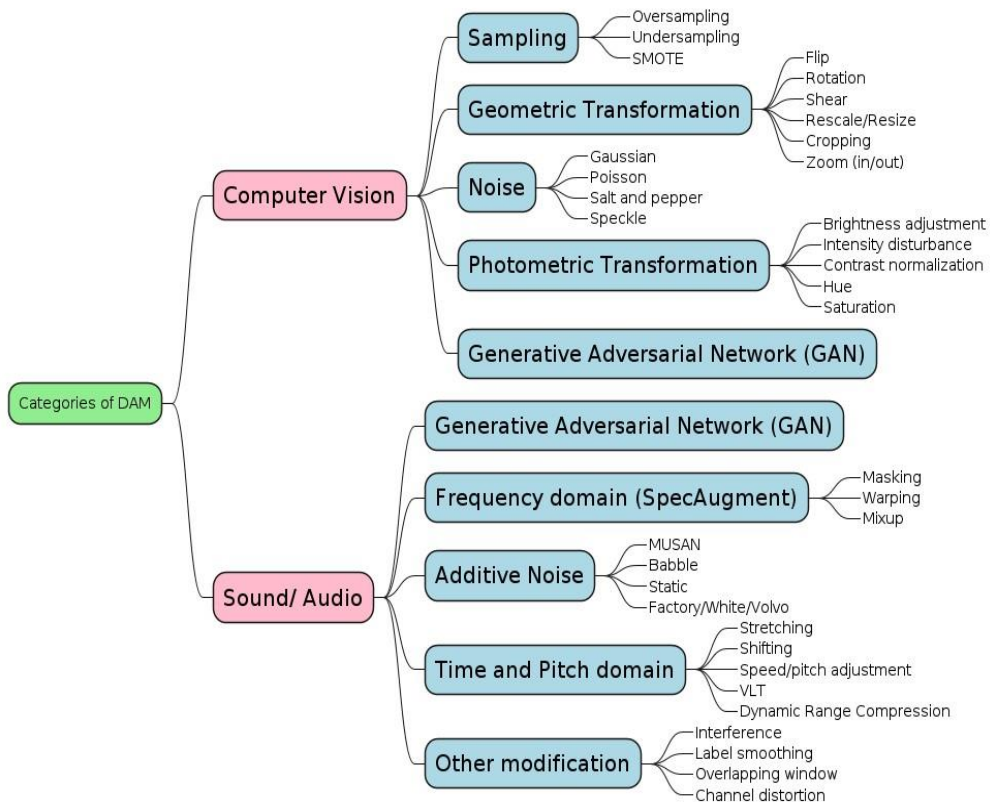 Categories of DAM
Computer Vision
Sampling
Oversampling
Undersampling
SMOTE
Geometric Transformation
Flip
Rotation
Shear
Rescale/Resize
Cropping
Zoom (in/out)
Noise
Gaussian
Poisson
Salt and pepper
Speckle
Photometric Transformation
Brightness adjustment
Intensity disturbance
Contrast normalization
Hue
Saturation
Generative Adversarial Network (GAN)
Sound/ Audio
Generative Adversarial Network (GAN)
Frequency domain (SpecAugment)
Masking
Warping
Mixup
Additive Noise
MUSAN
Babble
Static
Factory/White/Volvo
Time and Pitch domain
Stretching
Shifting
Speed/pitch adjustment
VLT
Dynamic Range Compression
Other modification
Interference
Label smoothing
Overlapping window
Channel distortion